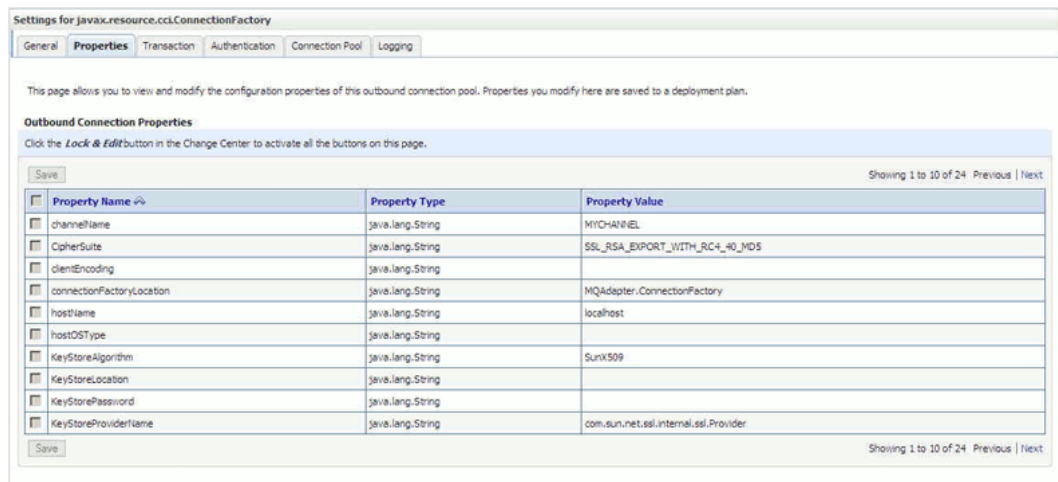 Settings for javax.resource.cci.ConnectionFactory
General Properties Transaction Authentication Connection Pool Logging
This page allows you to view and modify the configuration properties of this outbound connection pool. Properties you modify here are saved to a deployment plan.
Outbound Connection Properties
Click the Lock & Edit button in the Change Center to activate all the buttons on this page.
Save Showing 1 to 10 of 24 Previous | Next
Property Name Property Type Property Value
channelName java.lang.String MYCHANNEL
CipherSuite java.lang.String SSL_RSA_EXPORT_WITH_RC4_40_MD5
clientEncoding java.lang.String
connectionFactoryLocation java.lang.String MQAdapter.ConnectionFactory
hostName java.lang.String localhost
hostOSType java.lang.String
KeyStoreAlgorithm java.lang.String SunX509
KeyStoreLocation java.lang.String
KeyStorePassword java.lang.String
KeyStoreProviderName java.lang.String com.sun.net.ssl.internal.ssl.Provider
Save Showing 1 to 10 of 24 Previous | Next